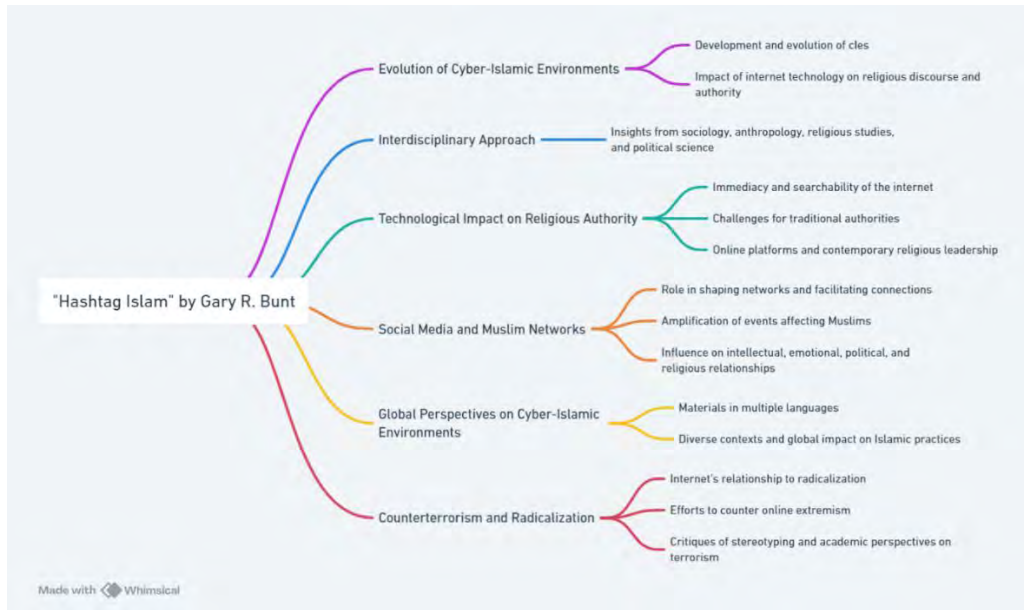 "Hashtag Islam" by Gary R. Bunt
Evolution of Cyber-Islamic Environments
Development and evolution of cles
Impact of internet technology on religious discourse and
authority
Interdisciplinary Approach
Insights from sociology, anthropology, religious studies,
and political science
Technological Impact on Religious Authority
Immediacy and searchability of the internet
Challenges for traditional authorities
Online platforms and contemporary religious leadership
Social Media and Muslim Networks
Role in shaping networks and facilitating connections
Amplification of events affecting Muslims
Influence on intellectual, emotional, political, and
religious relationships
Global Perspectives on Cyber-Islamic
Environments
Materials in multiple languages
Diverse contexts and global impact on Islamic practices
Counterterrorism and Radicalization
Internet's relationship to radicalization
Efforts to counter online extremism
Critiques of stereotyping and academic perspectives on
terrorism
Made with Whimsical